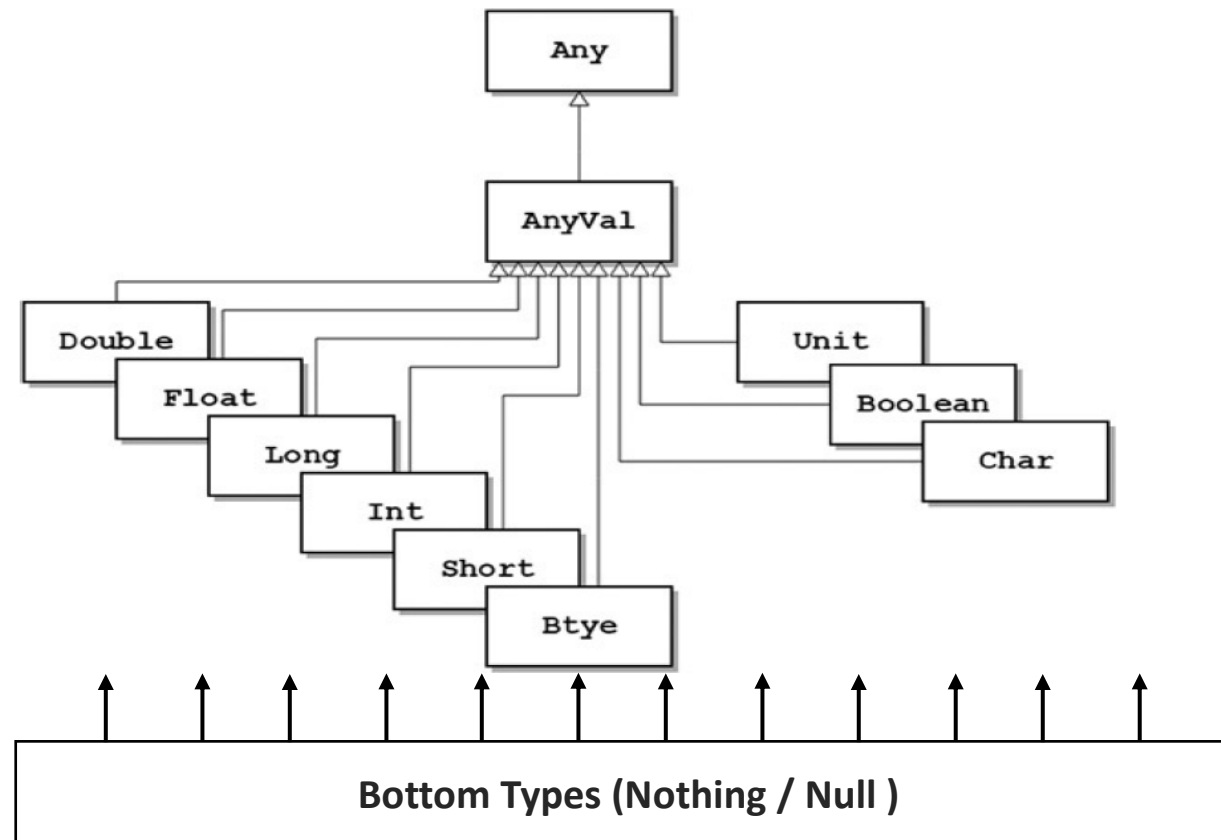 Any
AnyVal
Double
Float
Long
Int
Short
Btye
Unit
Boolean
Char
Bottom Types (Nothing / Null )